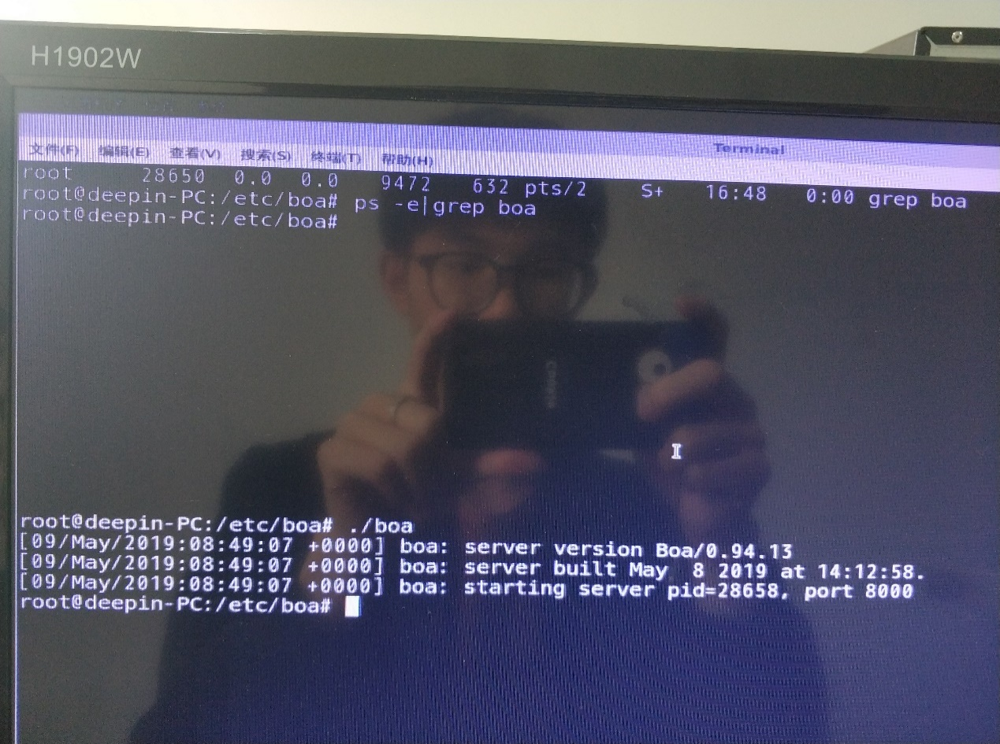 H1902W
Terminal
文件(F) 编辑(E) 查看(V) 搜索(S) 终端(T) 帮助(H)
root 28650 0.0 0.0 9472 632 pts/2 S+ 16:48 0:00 grep boa
root@deepin-PC:/etc/boa# ps -e|grep boa
root@deepin-PC:/etc/boa#
root@deepin-PC:/etc/boa# ./boa
[09/May/2019:08:49:07 +0000] boa: server version Boa/0.94.13
[09/May/2019:08:49:07 +0000] boa: server built May  8 2019 at 14:12:58.
[09/May/2019:08:49:07 +0000] boa: starting server pid=28658, port 8000
root@deepin-PC:/etc/boa#